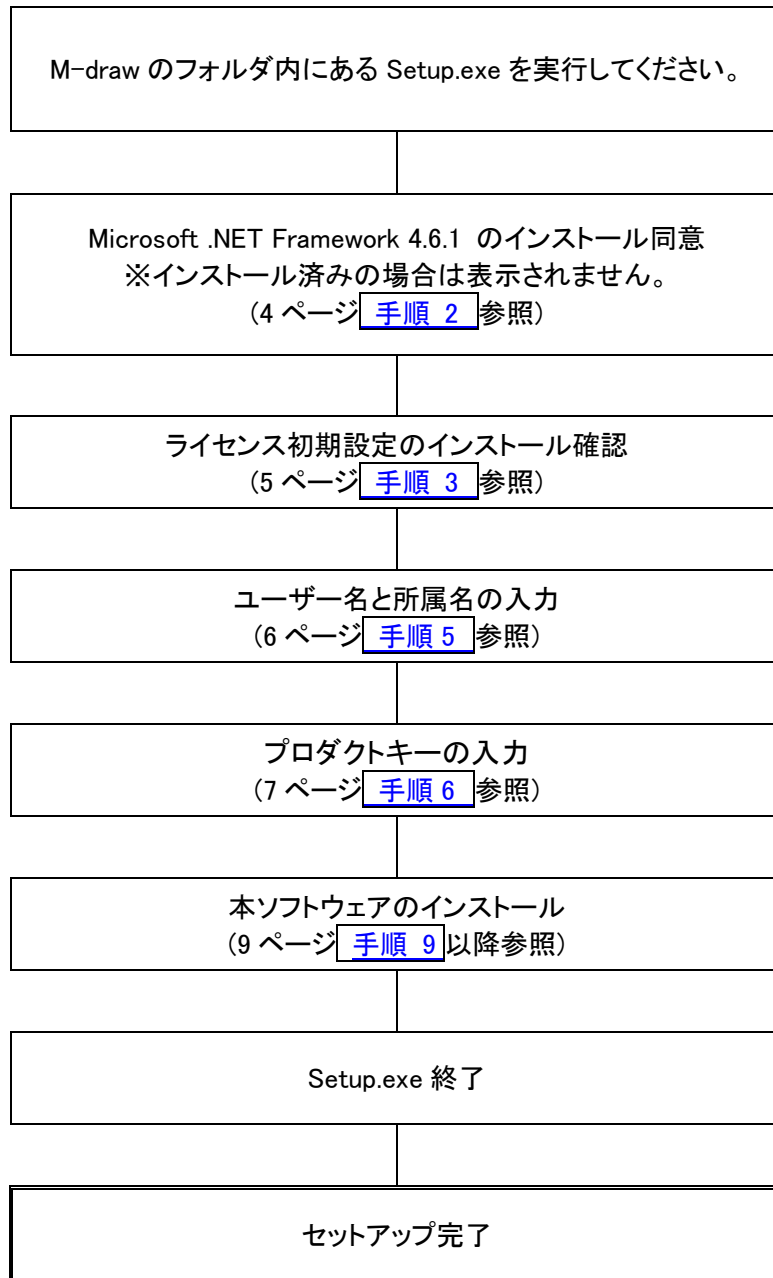 M-draw のフォルダ内にある Setup.exe を実行してください。
Microsoft .NET Framework 4.6.1 のインストール同意
※インストール済みの場合は表示されません。
(4 ページ 手順 2 参照)
ライセンス初期設定のインストール確認
(5 ページ 手順 3 参照)
ユーザー名と所属名の入力
(6 ページ 手順 5 参照)
プロダクトキーの入力
(7 ページ 手順 6 参照)
本ソフトウェアのインストール
(9 ページ 手順 9 以降参照)
Setup.exe 終了
セットアップ完了